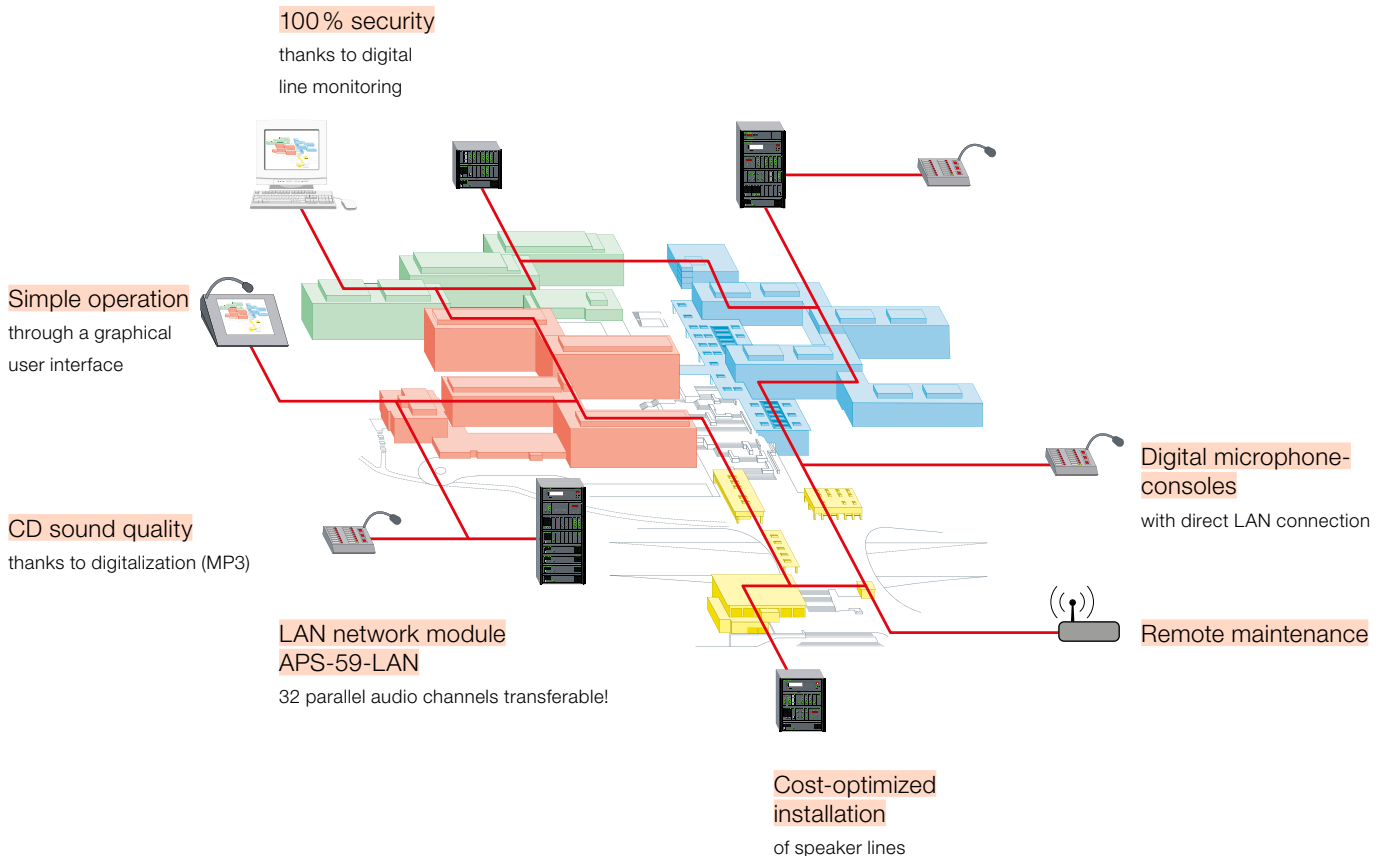 100 % security
thanks to digital
line monitoring
Simple operation
through a graphical
user interface
Digital microphone-
consoles
with direct LAN connection
CD sound quality
thanks to digitalization (MP3)
LAN network module
APS-59-LAN
32 parallel audio channels transferable!
Remote maintenance
Cost-optimized
installation
of speaker lines